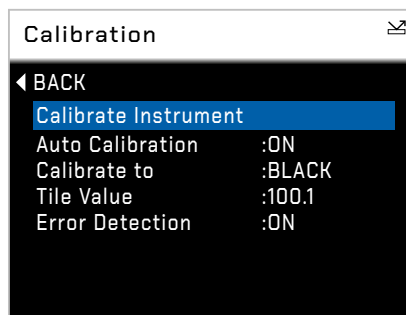 Calibration
BACK
Calibrate Instrument
Auto Calibration :ON
Calibrate to :BLACK
Tile Value :100.1
Error Detection :ON